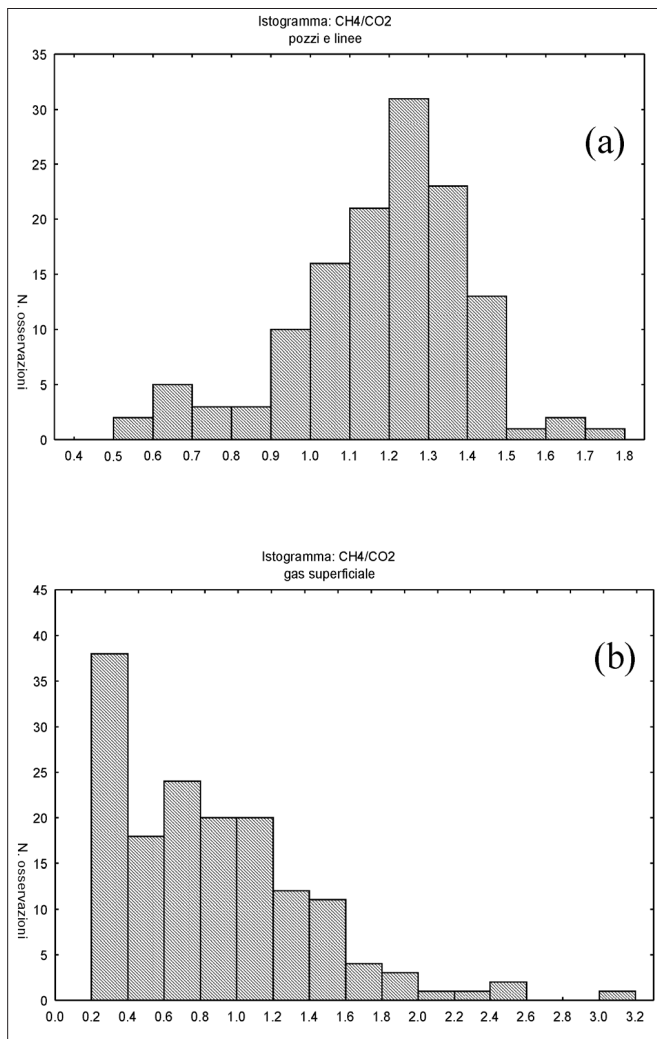 Istogramma: CH4/CO2
pozzi e linee
35
30
25
20
15
10
5
0
N. osservazioni
(a)
0.4 0.5 0.6 0.7 0.8 0.9 1.0 1.1 1.2 1.3 1.4 1.5 1.6 1.7 1.8
Istogramma: CH4/CO2
gas superficiale
45
40
35
30
25
20
15
10
5
0
N. osservazioni
(b)
0.0 0.2 0.4 0.6 0.8 1.0 1.2 1.4 1.6 1.8 2.0 2.2 2.4 2.6 2.8 3.0 3.2